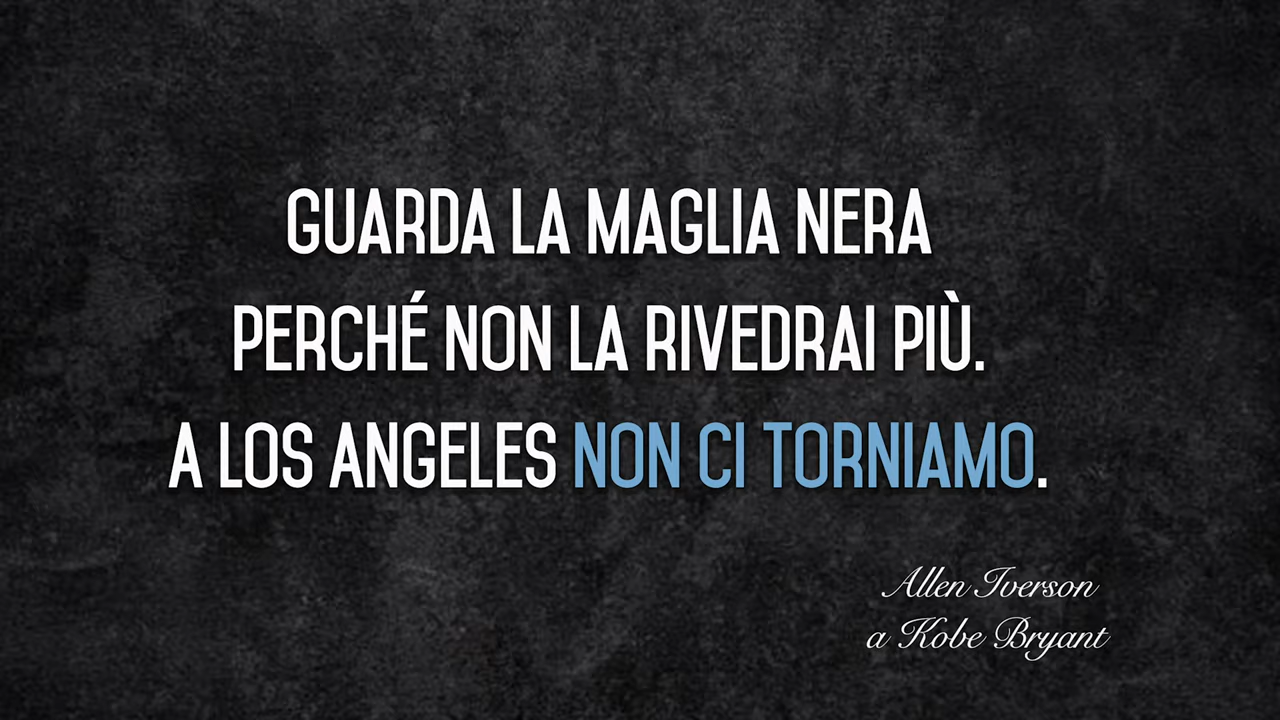 GUARDA LA MAGLIA NERA
PERCHÉ NON LA RIVEDRAI PIÙ.
A LOS ANGELES NON CI TORNIAMO.
Allen Iverson
a Kobe Bryant